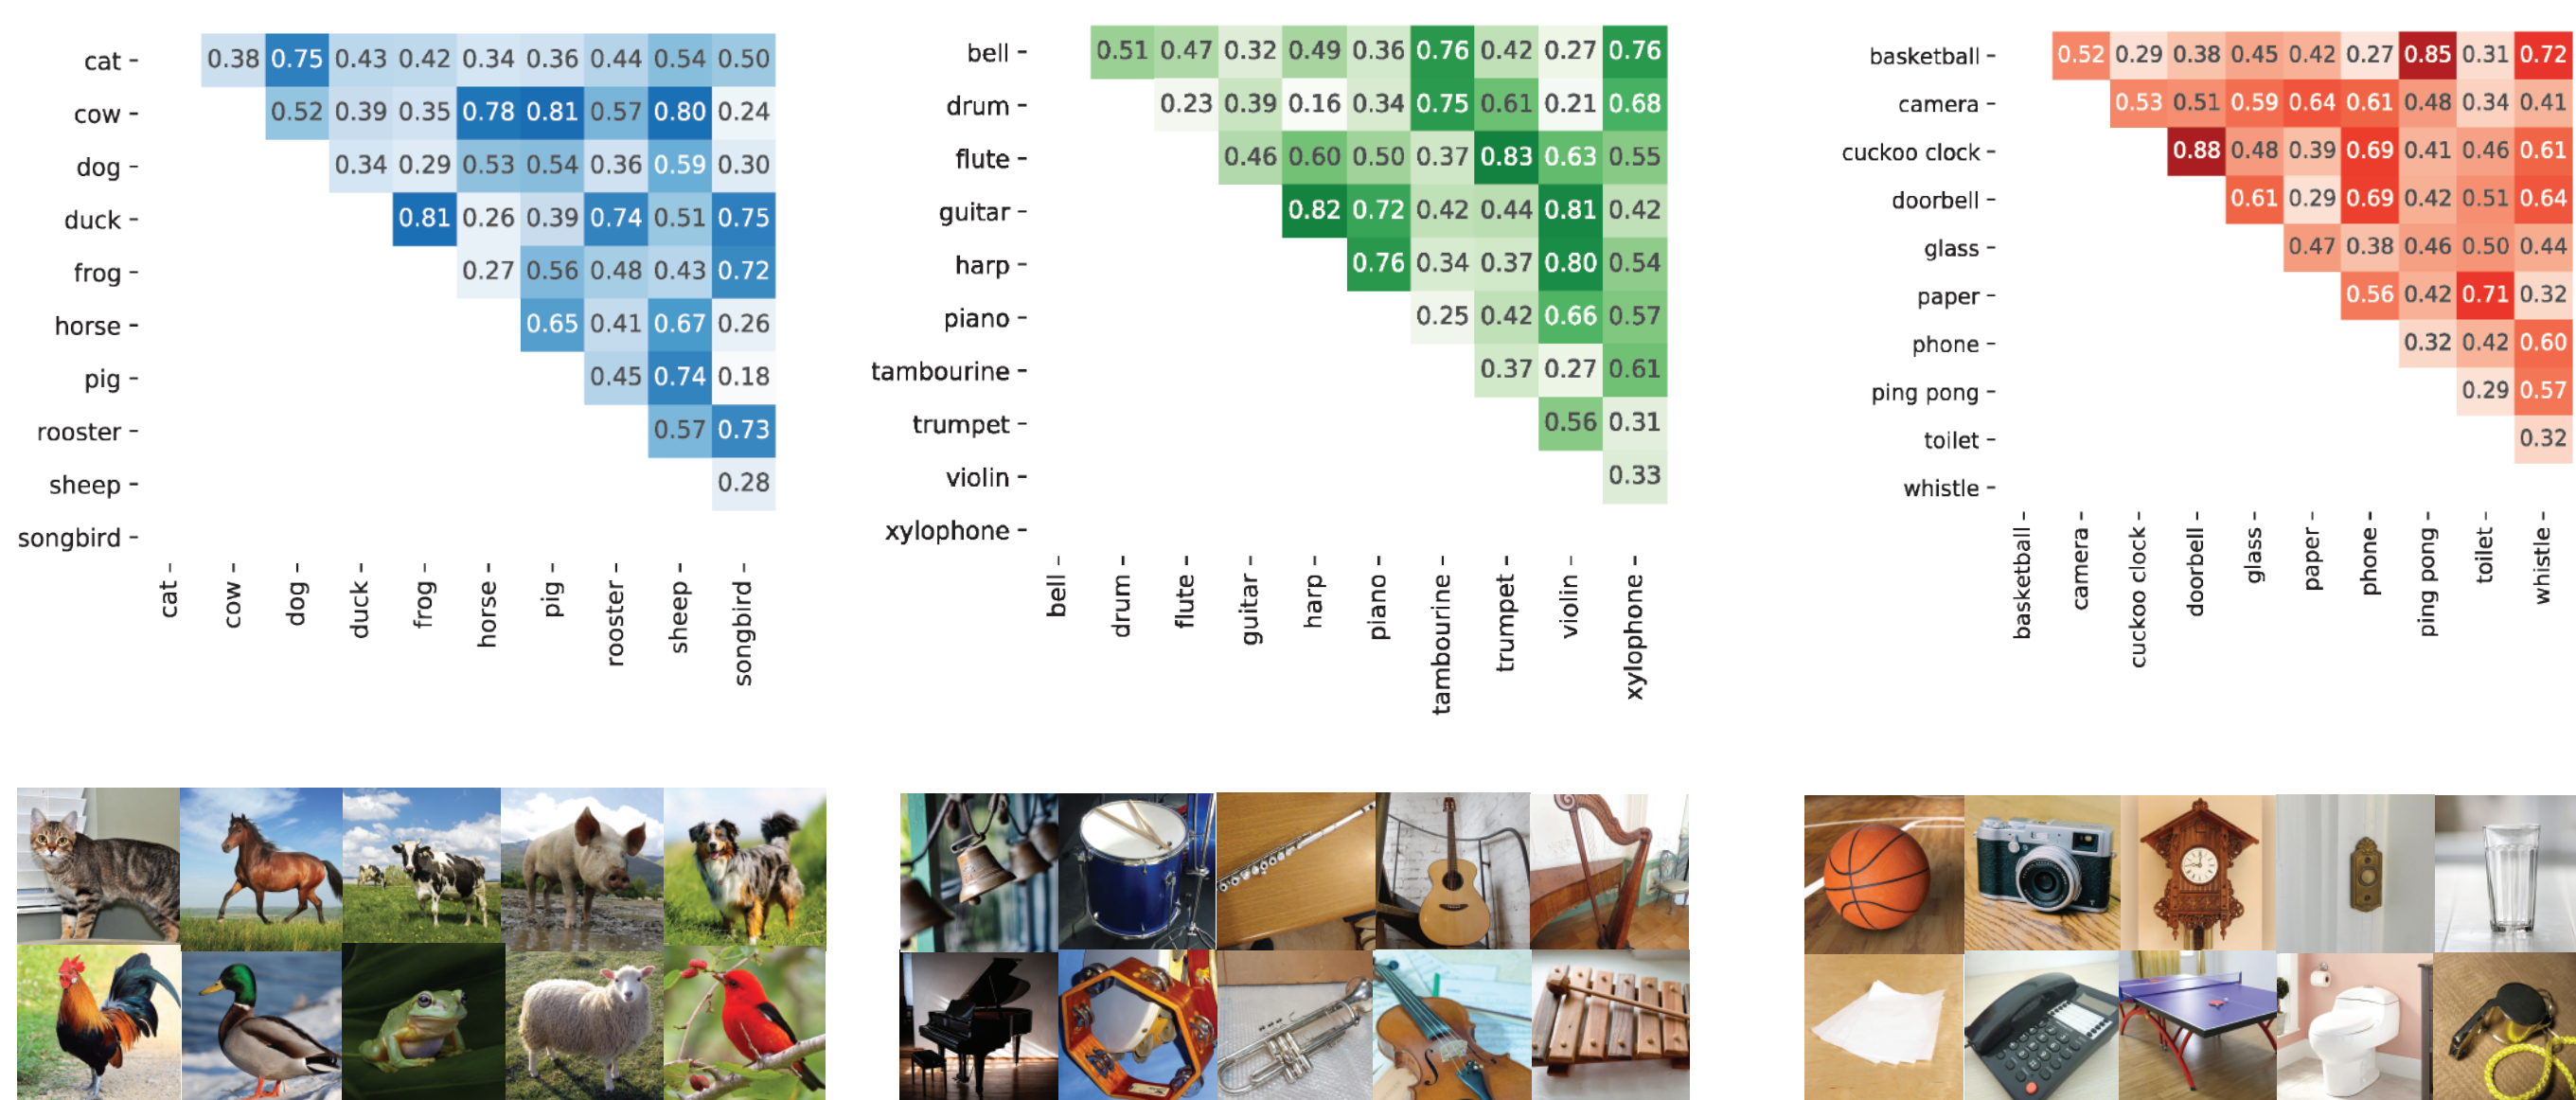 cat - 0.38 0.75 0.43 0.42 0.34 0.36 0.44 0.54 0.50
cow - 0.52 0.39 0.35 0.78 0.81 0.57 0.80 0.24
dog - 0.34 0.29 0.53 0.54 0.36 0.59 0.30
duck - 0.81 0.26 0.39 0.74 0.51 0.75
frog - 0.27 0.56 0.48 0.43 0.72
horse - 0.65 0.41 0.67 0.26
pig - 0.45 0.74 0.18
rooster - 0.57 0.73
sheep - 0.28
songbird -
cat -
cow -
dog -
duck -
frog -
horse -
pig -
rooster -
sheep -
songbird -
bell - 0.51 0.47 0.32 0.49 0.36 0.76 0.42 0.27 0.76
drum - 0.23 0.39 0.16 0.34 0.75 0.61 0.21 0.68
flute - 0.46 0.60 0.50 0.37 0.83 0.63 0.55
guitar - 0.82 0.72 0.42 0.44 0.81 0.42
harp - 0.76 0.34 0.37 0.80 0.54
piano - 0.25 0.42 0.66 0.57
tambourine - 0.37 0.27 0.61
trumpet - 0.56 0.31
violin - 0.33
xylophone -
bell -
drum -
flute -
guitar -
harp -
piano -
tambourine -
trumpet -
violin -
xylophone -
basketball - 0.52 0.29 0.38 0.45 0.42 0.27 0.85 0.31 0.72
camera - 0.53 0.51 0.59 0.64 0.61 0.48 0.34 0.41
cuckoo clock - 0.88 0.48 0.39 0.69 0.41 0.46 0.61
doorbell - 0.61 0.29 0.69 0.42 0.51 0.64
glass - 0.47 0.38 0.46 0.50 0.44
paper - 0.56 0.42 0.71 0.32
phone - 0.32 0.42 0.60
ping pong - 0.29 0.57
toilet - 0.32
whistle -
basketball -
camera -
cuckoo clock -
doorbell -
glass -
paper -
phone -
ping pong -
toilet -
whistle -